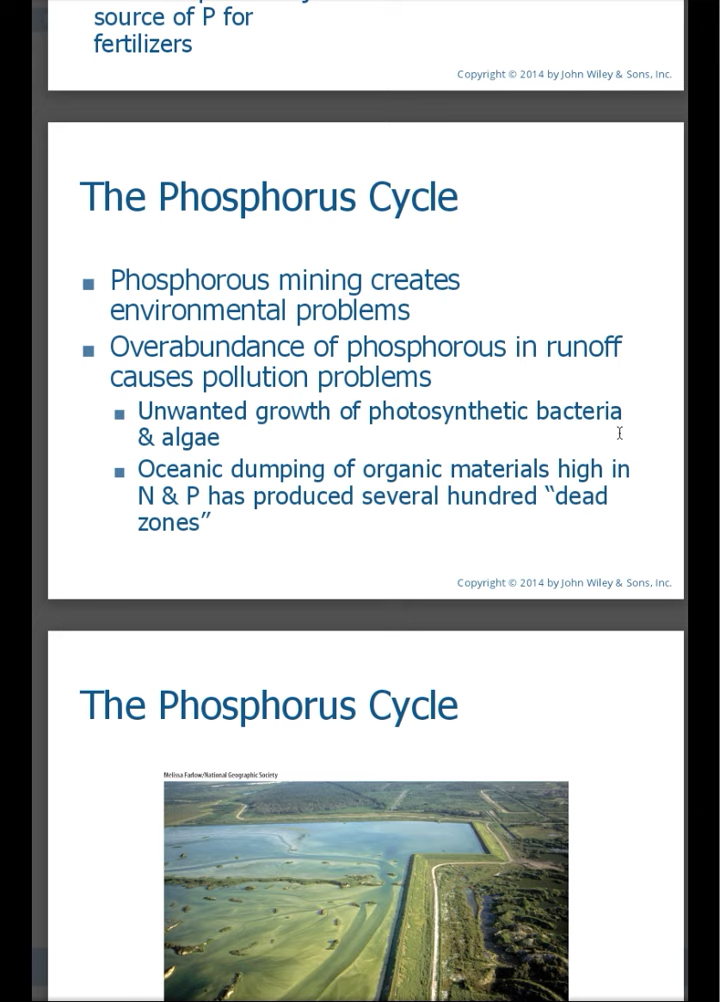 source of P for
fertilizers
Copyright © 2014 by John Wiley & Sons, Inc.
The Phosphorus Cycle
■ Phosphorous mining creates
environmental problems
■ Overabundance of phosphorous in runoff
causes pollution problems
■ Unwanted growth of photosynthetic bacteria
& algae
■ Oceanic dumping of organic materials high in
N & P has produced several hundred “dead
zones”
Copyright © 2014 by John Wiley & Sons, Inc.
The Phosphorus Cycle
Melissa Farlow/National Geographic Society